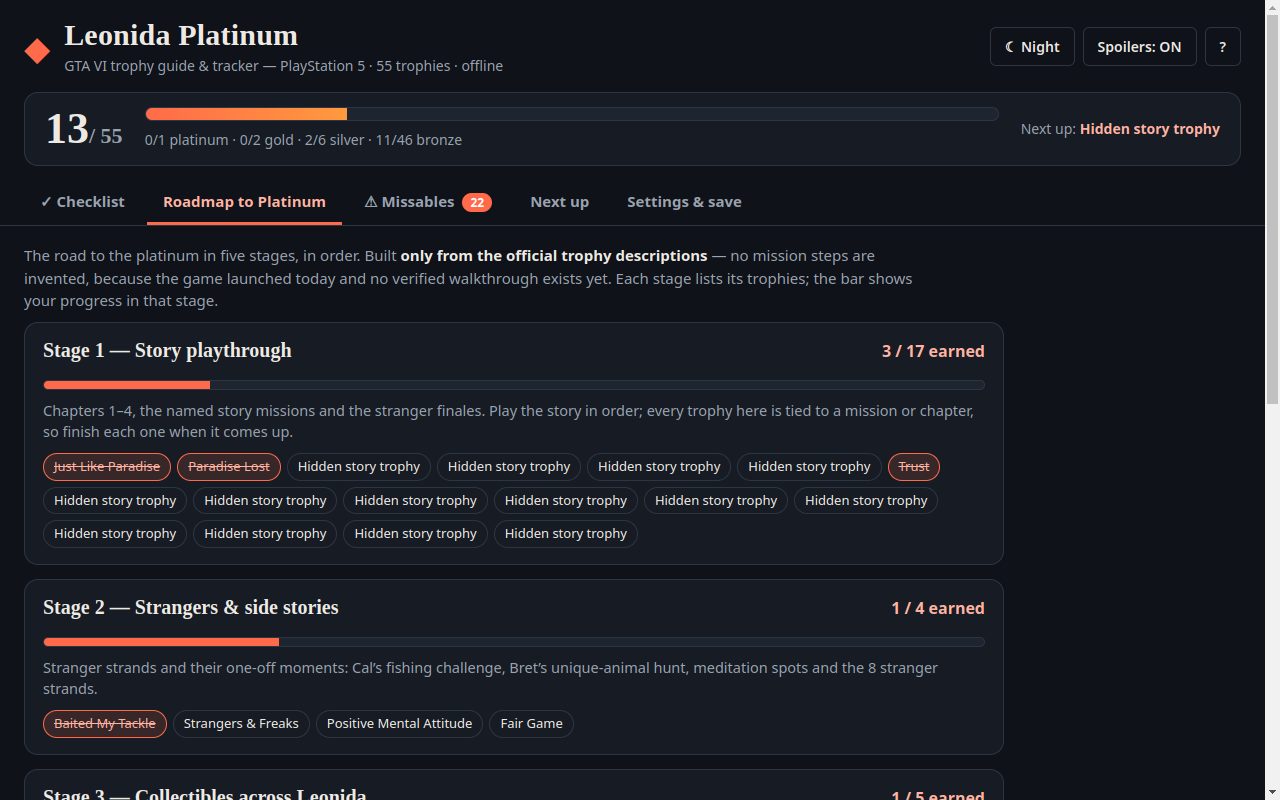 Leonida Platinum
GTA VI trophy guide & tracker — PlayStation 5 · 55 trophies · offline
☾ Night
Spoilers: ON
?
13 / 55
0/1 platinum · 0/2 gold · 2/6 silver · 11/46 bronze
Next up: Hidden story trophy
✓ Checklist
Roadmap to Platinum
⚠ Missables 22
Next up
Settings & save
The road to the platinum in five stages, in order. Built only from the official trophy descriptions — no mission steps are
invented, because the game launched today and no verified walkthrough exists yet. Each stage lists its trophies; the bar shows
your progress in that stage.
Stage 1 — Story playthrough
3 / 17 earned
Chapters 1–4, the named story missions and the stranger finales. Play the story in order; every trophy here is tied to a mission or chapter,
so finish each one when it comes up.
Just Like Paradise Paradise Lost Hidden story trophy Hidden story trophy Hidden story trophy Hidden story trophy Trust
Hidden story trophy Hidden story trophy Hidden story trophy Hidden story trophy Hidden story trophy Hidden story trophy
Hidden story trophy Hidden story trophy Hidden story trophy Hidden story trophy
Stage 2 — Strangers & side stories
1 / 4 earned
Stranger strands and their one-off moments: Cal’s fishing challenge, Bret’s unique-animal hunt, meditation spots and the 8 stranger
strands.
Baited My Tackle Strangers & Freaks Positive Mental Attitude Fair Game
Stage 3 — Collectibles across Leonida
1 / 5 earned